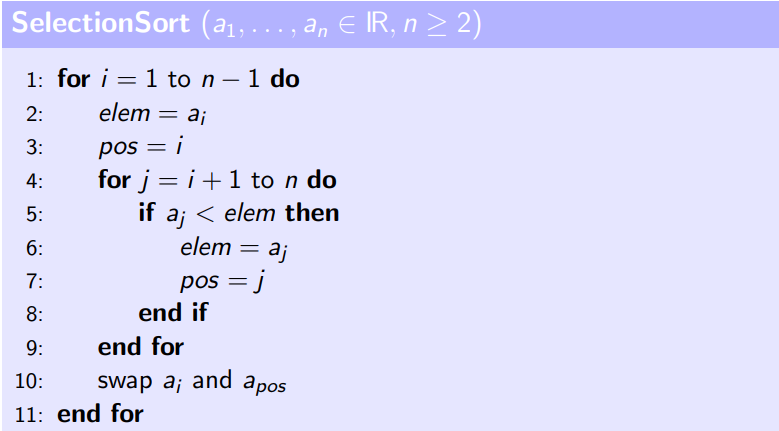 SelectionSort (a₁, . . . , aₙ ∈ ℝ, n ≥ 2)
1: for i = 1 to n − 1 do
2: elem = aᵢ
3: pos = i
4: for j = i + 1 to n do
5: if aⱼ < elem then
6: elem = aⱼ
7: pos = j
8: end if
9: end for
10: swap aᵢ and aₚₒₛ
11: end for